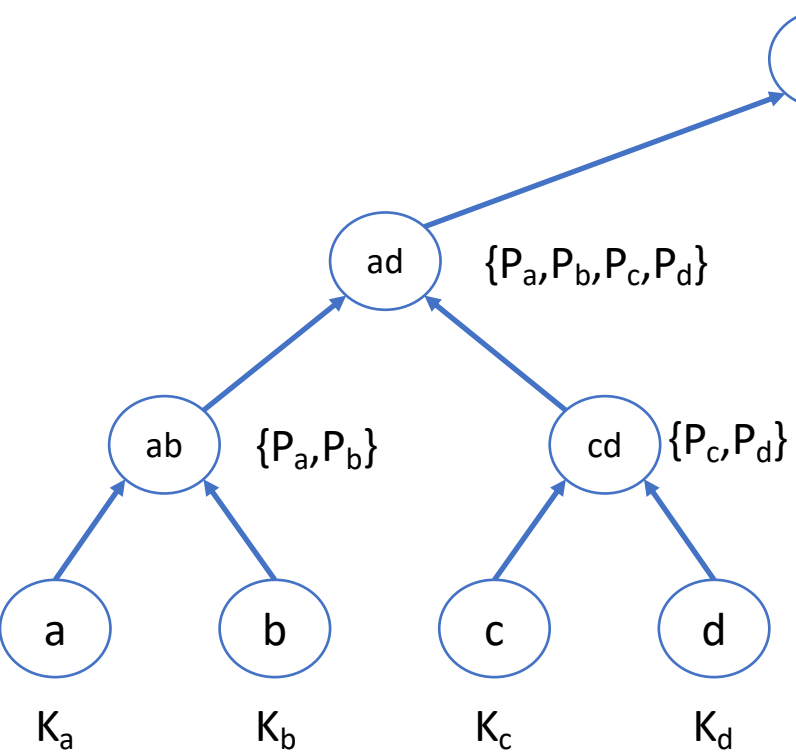 ad {Pa,Pb,Pc,Pd}
ab {Pa,Pb} cd {Pc,Pd}
a b c d
Ka Kb Kc Kd